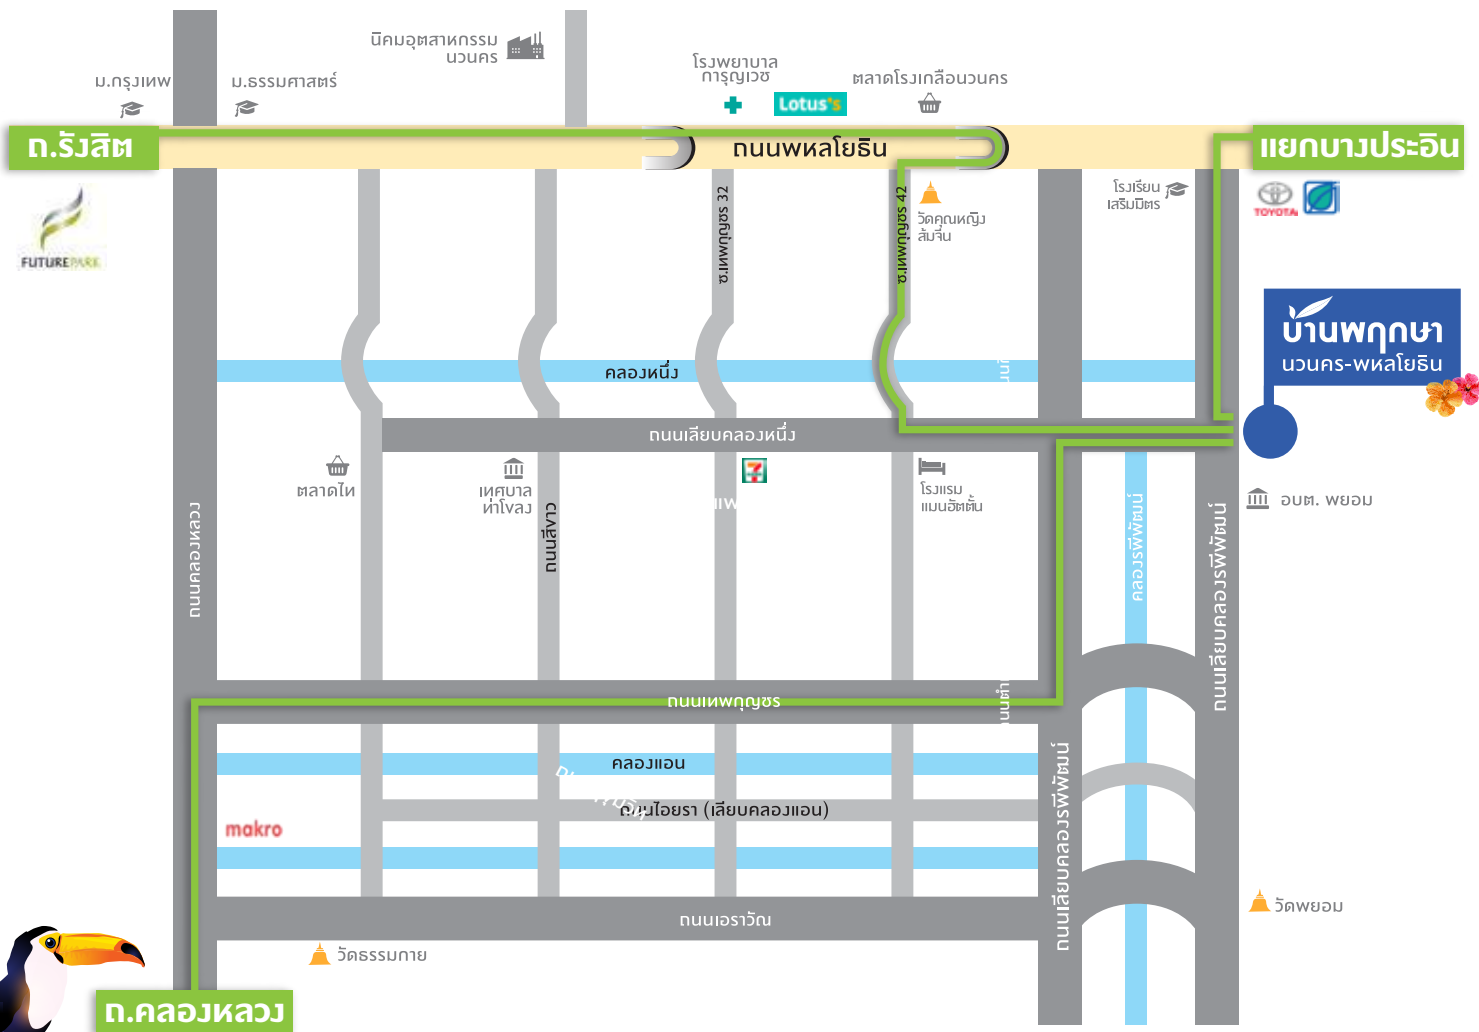 นิคมอุตสาหกรรม
นวนคร
โรงพยาบาล
การุญเวช
ม.กรุงเทพ
ม.ธรรมศาสตร์
ตลาดโรงเกลือนวนคร
Lotus's
ถ.รังสิต
ถนนพหลโยธิน
แยกบางปะอิน
FUTUREPARK
ซ.เทพกุญชร 32
ซ.เทพกุญชร 42
วัดคุณหญิง
ส้มจีน
โรงเรียน
เสริมมิตร
TOYOTA
บ้านพฤกษา
นวนคร-พหลโยธิน
คลองหนึ่ง
ถนนเลียบคลองหนึ่ง
7
ตลาดไท
เทศบาล
ท่าโขลง
โรงแรม
แมนฮัตตั้น
อบต. พยอม
ถนนคลองหลวง
ถนนสีขาว
คลองรพีพัฒน์
ถนนเลียบคลองรพีพัฒน์
ถนนเทพกุญชร
คลองแอน
ถนนไอยรา (เลียบคลองแอน)
makro
ถนนเลียบคลองรพีพัฒน์
ถนนเอราวัณ
วัดธรรมกาย
วัดพยอม
ถ.คลองหลวง